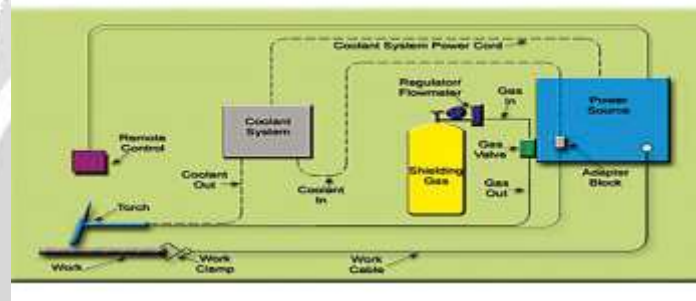 Coolant System Power Cord
Regulator/
Flowmeter
Gas
In
Power
Source
Coolant
System
Remote
Control
Gas
Valve
Coolant
Out
Coolant
In
Shielding
Gas
Gas
Out
Adapter
Block
Torch
Work
Work
Clamp
Work
Cable